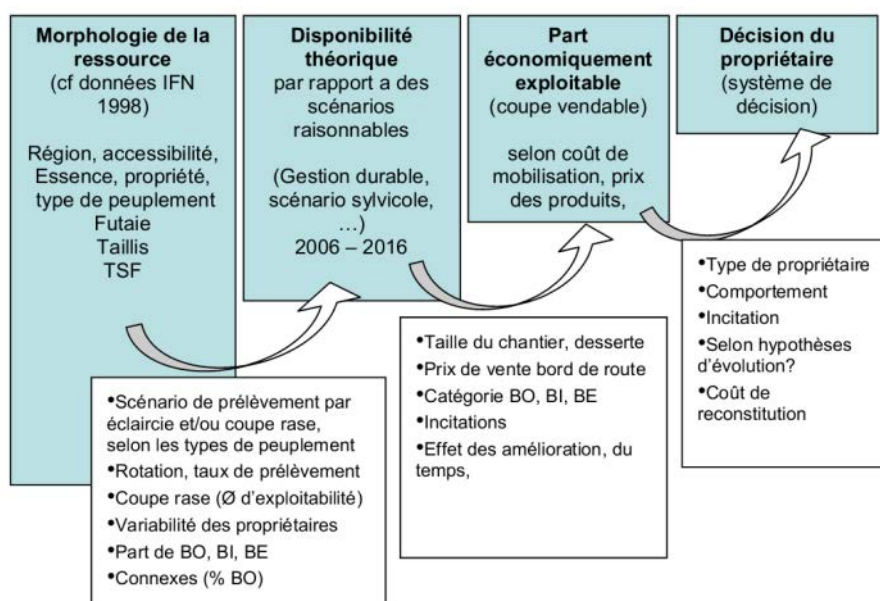 Morphologie de la
ressource
(cf données IFN
1998)
Région, accessibilité,
Essence, propriété,
type de peuplement
Futaie
Taillis
TSF
Disponibilité
théorique
par rapport a des
scénarios
raisonnables
(Gestion durable,
scénario sylvicole,
…)
2006 – 2016
Part
économiquement
exploitable
(coupe vendable)
selon coût de
mobilisation, prix
des produits,
Décision du
propriétaire
(système de
décision)
•Scénario de prélèvement par
éclaircie et/ou coupe rase,
selon les types de peuplement
•Rotation, taux de prélèvement
•Coupe rase (Ø d’exploitabilité)
•Variabilité des propriétaires
•Part de BO, BI, BE
•Connexes (% BO)
•Taille du chantier, desserte
•Prix de vente bord de route
•Catégorie BO, BI, BE
•Incitations
•Effet des amélioration, du
temps,
•Type de propriétaire
•Comportement
•Incitation
•Selon hypothèses
d’évolution?
•Coût de
reconstitution